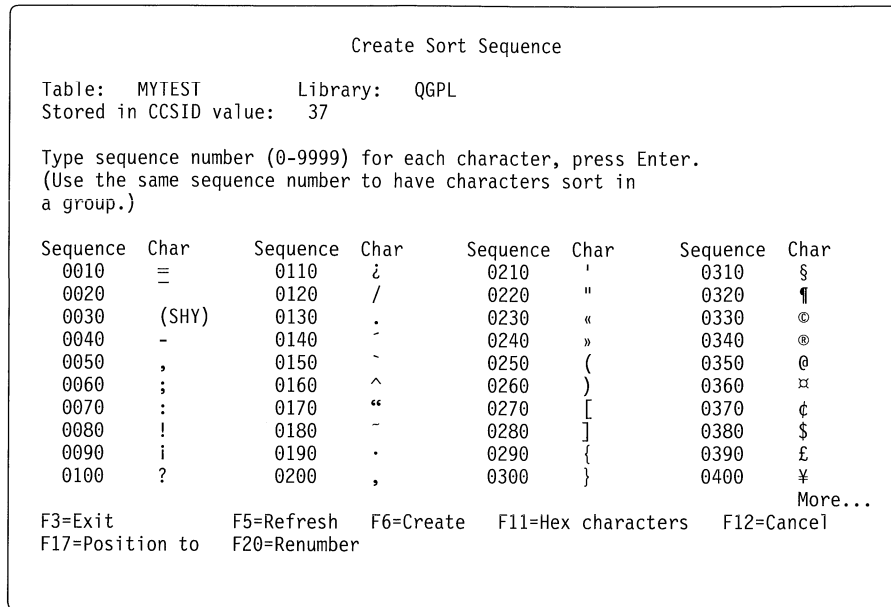 Create Sort Sequence
Table: MYTEST Library: QGPL
Stored in CCSID value: 37
Type sequence number (0-9999) for each character, press Enter.
(Use the same sequence number to have characters sort in
a group.)
Sequence Char Sequence Char Sequence Char Sequence Char
0010 = 0110 ¿ 0210 ' 0310 §
0020 _ 0120 / 0220 " 0320 ¶
0030 (SHY) 0130 . 0230 « 0330 ©
0040 - 0140 ´ 0240 » 0340 ®
0050 , 0150 ` 0250 ( 0350 @
0060 ; 0160 ^ 0260 ) 0360 ¤
0070 : 0170 “ 0270 [ 0370 ¢
0080 ! 0180 ~ 0280 ] 0380 $
0090 ¡ 0190 · 0290 { 0390 £
0100 ? 0200 , 0300 } 0400 ¥
More...
F3=Exit F5=Refresh F6=Create F11=Hex characters F12=Cancel
F17=Position to F20=Renumber